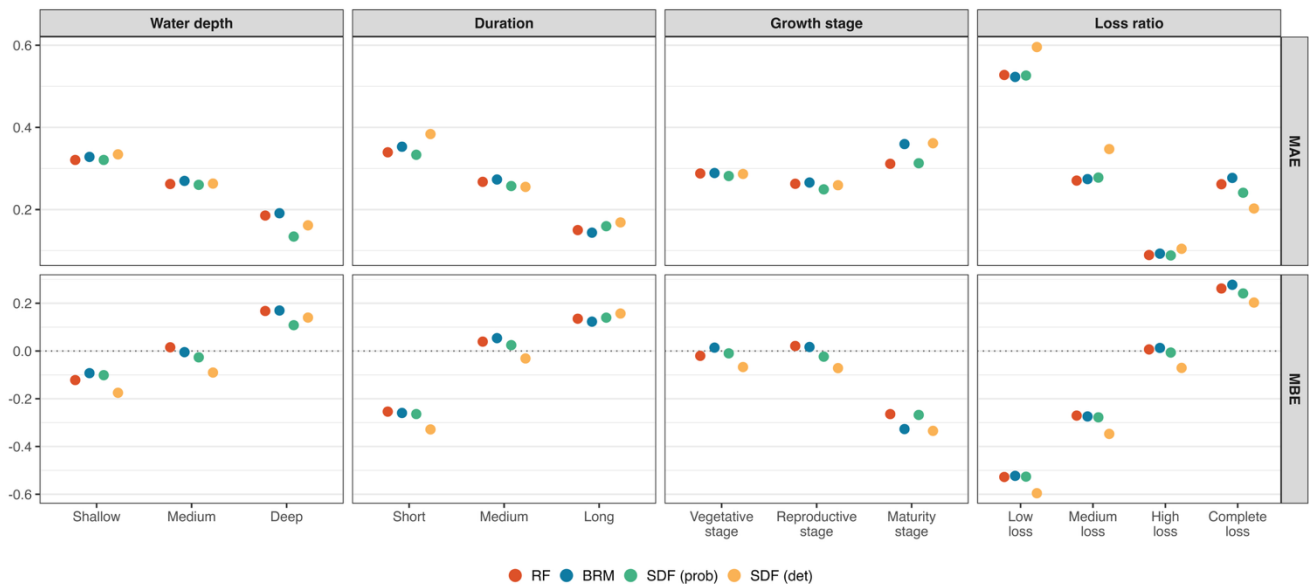 Water depth Duration Growth stage Loss ratio
0.6
0.4
0.2
MAE
0.2
0.0
-0.2
-0.4
-0.6
MBE
Shallow Medium Deep Short Medium Long Vegetative stage Reproductive stage Maturity stage Low loss Medium loss High loss Complete loss
RF BRM SDF (prob) SDF (det)